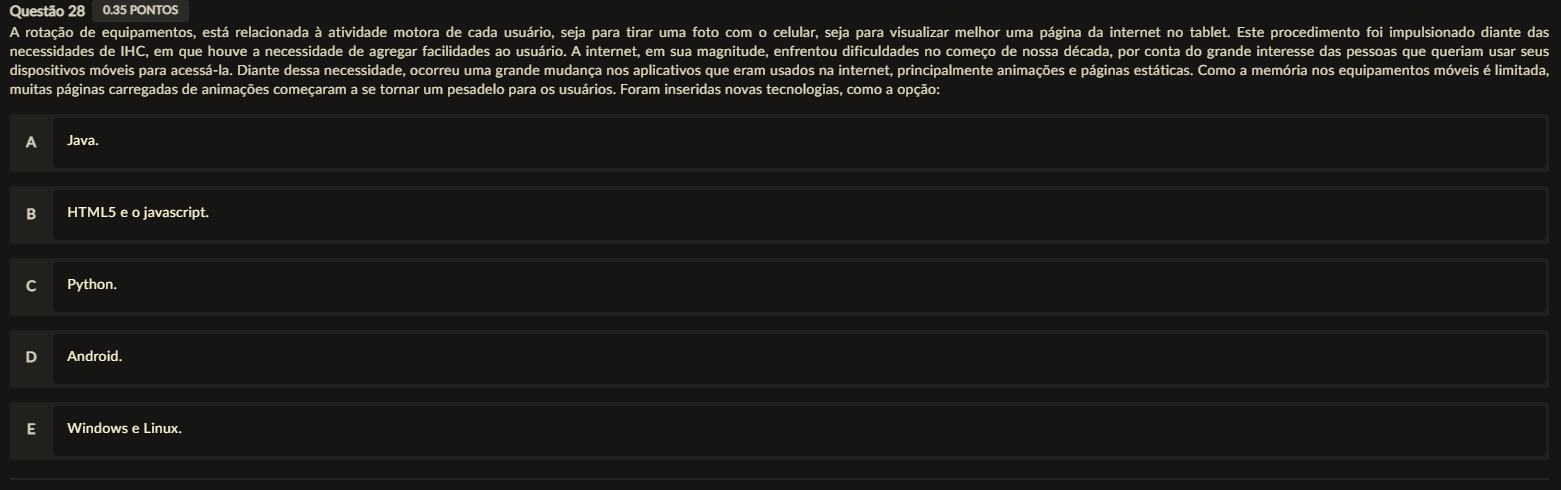 Questão 28 0.35 PONTOS
A rotação de equipamentos, está relacionada à atividade motora de cada usuário, seja para tirar uma foto com o celular, seja para visualizar melhor uma página da internet no tablet. Este procedimento foi impulsionado diante das
necessidades de IHC, em que houve a necessidade de agregar facilidades ao usuário. A internet, em sua magnitude, enfrentou dificuldades no começo de nossa década, por conta do grande interesse das pessoas que queriam usar seus
dispositivos móveis para acessá-la. Diante dessa necessidade, ocorreu uma grande mudança nos aplicativos que eram usados na internet, principalmente animações e páginas estáticas. Como a memória nos equipamentos móveis é limitada,
muitas páginas carregadas de animações começaram a se tornar um pesadelo para os usuários. Foram inseridas novas tecnologias, como a opção:
A Java.
B HTML5 e o javascript.
C Python.
D Android.
E Windows e Linux.